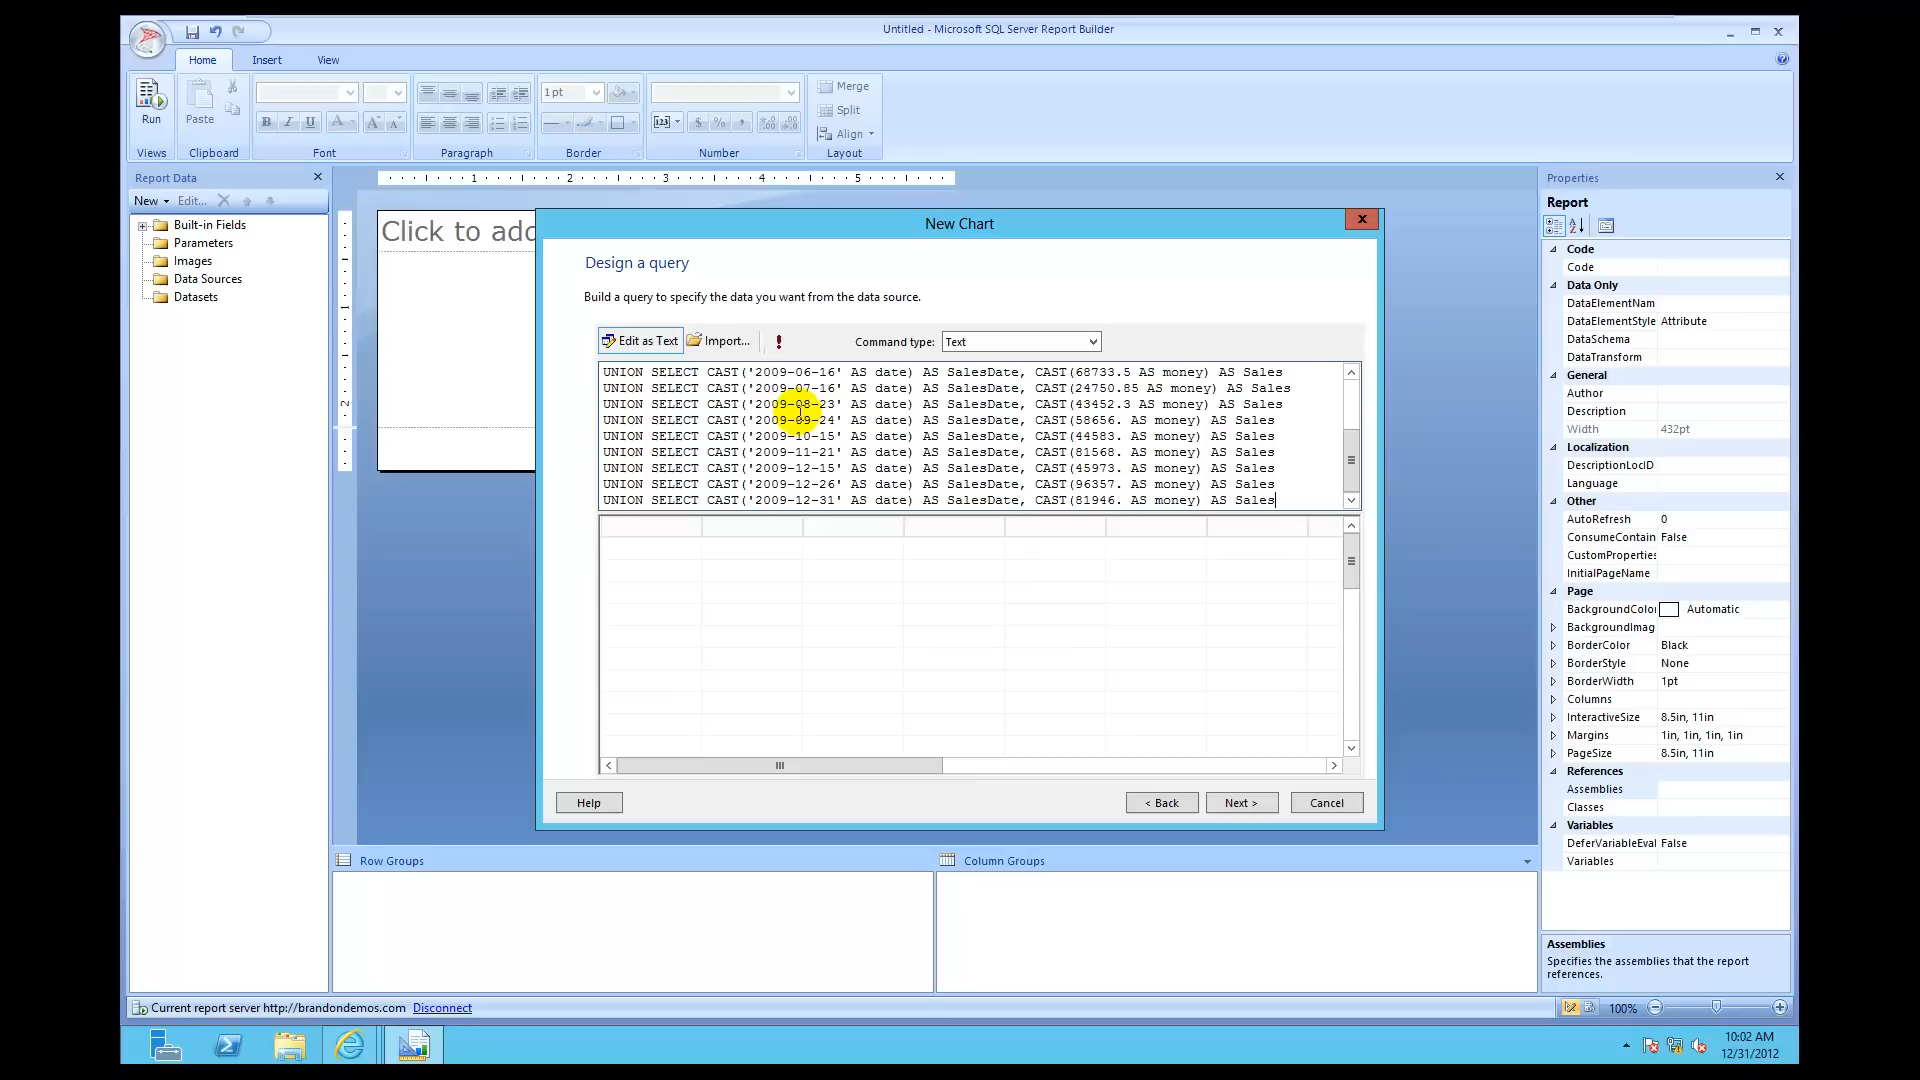 Untitled - Microsoft SQL Server Report Builder
Home Insert View
Run
Paste
1 pt
B I U A A A
$ % ,
Merge
Split
Align
Views Clipboard Font Paragraph Border Number Layout
Report Data
New Edit...
Built-in Fields
Parameters
Images
Data Sources
Datasets
1 2 3 4 5
1
2
Click to add
New Chart
Design a query
Build a query to specify the data you want from the data source.
Edit as Text Import... ! Command type: Text
UNION SELECT CAST('2009-06-16' AS date) AS SalesDate, CAST(68733.5 AS money) AS Sales
UNION SELECT CAST('2009-07-16' AS date) AS SalesDate, CAST(24750.85 AS money) AS Sales
UNION SELECT CAST('2009-08-23' AS date) AS SalesDate, CAST(43452.3 AS money) AS Sales
UNION SELECT CAST('2009-09-24' AS date) AS SalesDate, CAST(58656. AS money) AS Sales
UNION SELECT CAST('2009-10-15' AS date) AS SalesDate, CAST(44583. AS money) AS Sales
UNION SELECT CAST('2009-11-21' AS date) AS SalesDate, CAST(81568. AS money) AS Sales
UNION SELECT CAST('2009-12-15' AS date) AS SalesDate, CAST(45973. AS money) AS Sales
UNION SELECT CAST('2009-12-26' AS date) AS SalesDate, CAST(96357. AS money) AS Sales
UNION SELECT CAST('2009-12-31' AS date) AS SalesDate, CAST(81946. AS money) AS Sales
Help < Back Next > Cancel
Row Groups Column Groups
Properties
Report
Code
Code
Data Only
DataElementNam
DataElementStyle Attribute
DataSchema
DataTransform
General
Author
Description
Width 432pt
Localization
DescriptionLocID
Language
Other
AutoRefresh 0
ConsumeContain False
CustomProperties
InitialPageName
Page
BackgroundColor Automatic
BackgroundImag
BorderColor Black
BorderStyle None
BorderWidth 1pt
Columns
InteractiveSize 8.5in, 11in
Margins 1in, 1in, 1in, 1in
PageSize 8.5in, 11in
References
Assemblies
Classes
Variables
DeferVariableEval False
Variables
Assemblies
Specifies the assemblies that the report
references.
Current report server http://brandondemos.com Disconnect
100%
10:02 AM
12/31/2012